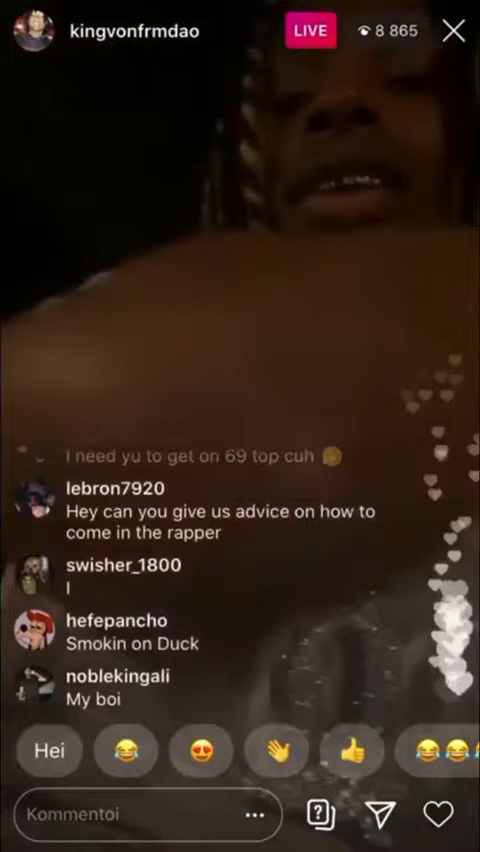 kingvonfrmdao
LIVE
8 865
I need yu to get on 69 top cuh
lebron7920
Hey can you give us advice on how to
come in the rapper
swisher_1800
I
hefepancho
Smokin on Duck
noblekingali
My boi
Hei
Kommentoi